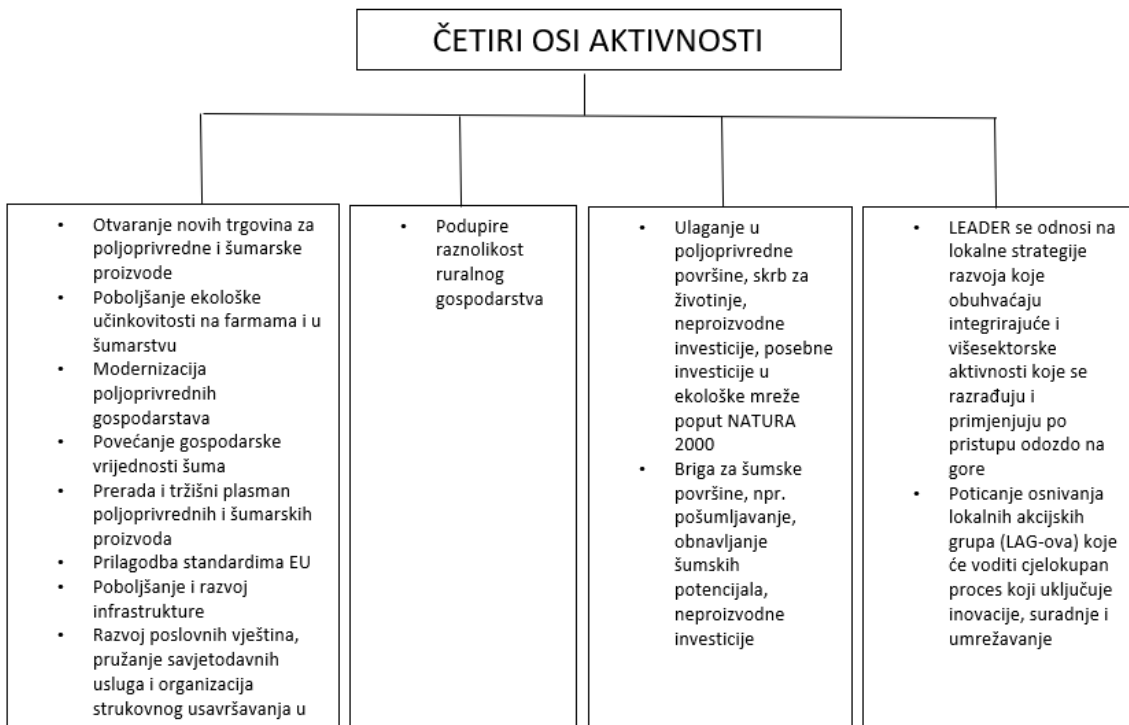 ČETIRI OSI AKTIVNOSTI
• Otvaranje novih trgovina za
poljoprivredne i šumarske
proizvode
• Poboljšanje ekološke
učinkovitosti na farmama i u
šumarstvu
• Modernizacija
poljoprivrednih
gospodarstava
• Povećanje gospodarske
vrijednosti šuma
• Prerada i tržišni plasman
poljoprivrednih i šumarskih
proizvoda
• Prilagodba standardima EU
• Poboljšanje i razvoj
infrastrukture
• Razvoj poslovnih vještina,
pružanje savjetodavnih
usluga i organizacija
strukovnog usavršavanja u
• Podupire
raznolikost
ruralnog
gospodarstva
• Ulaganje u
poljoprivredne
površine, skrb za
životinje,
neproizvodne
investicije, posebne
investicije u
ekološke mreže
poput NATURA
2000
• Briga za šumske
površine, npr.
pošumljavanje,
obnavljanje
šumskih
potencijala,
neproizvodne
investicije
• LEADER se odnosi na
lokalne strategije
razvoja koje
obuhvaćaju
integrirajuće i
višesektorske
aktivnosti koje se
razrađuju i
primjenjuju po
pristupu odozdo na
gore
• Poticanje osnivanja
lokalnih akcijskih
grupa (LAG-ova) koje
će voditi cjelokupan
proces koji uključuje
inovacije, suradnje i
umrežavanje